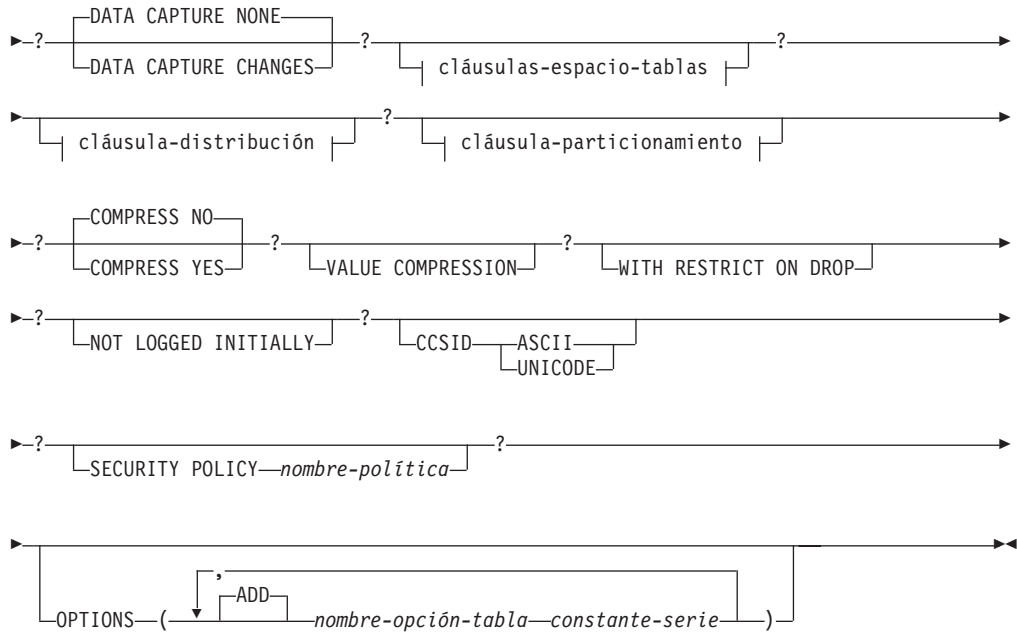 DATA CAPTURE NONE
? ? ?
DATA CAPTURE CHANGES cláusulas-espacio-tablas
?
cláusula-distribución cláusula-particionamiento
COMPRESS NO
? ? ?
COMPRESS YES VALUE COMPRESSION WITH RESTRICT ON DROP
? ?
NOT LOGGED INITIALLY CCSID ASCII
UNICODE
? ?
SECURITY POLICY nombre-política
,
ADD
OPTIONS ( nombre-opción-tabla constante-serie )